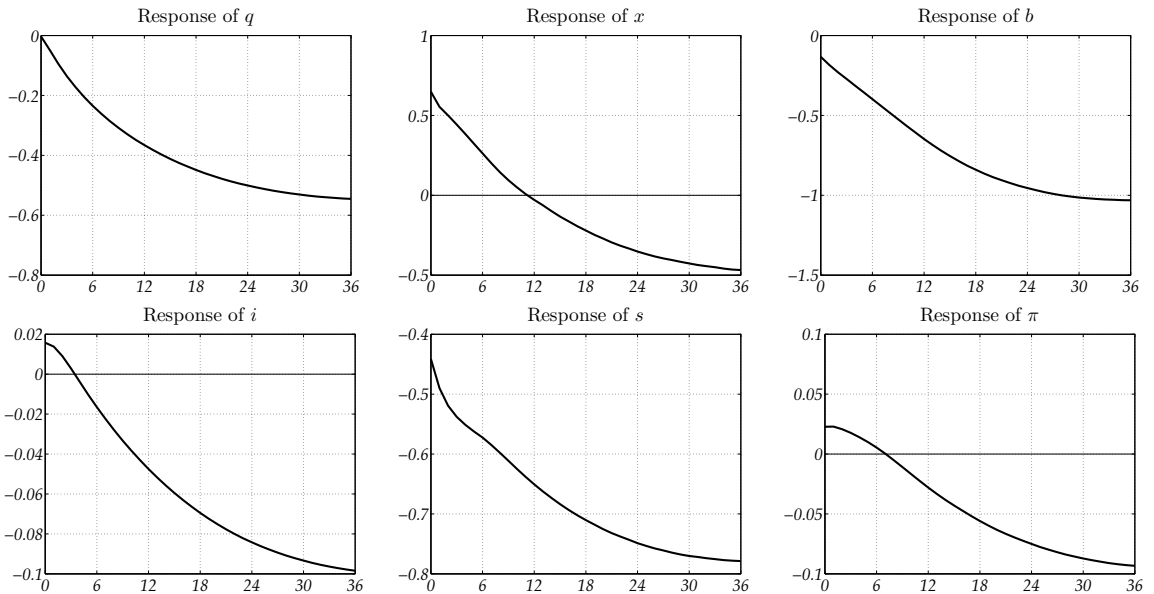 Response of q
Response of x
Response of b
0
−0.2
−0.4
−0.6
−0.8
0 6 12 18 24 30 36
1
0.5
0
−0.5
0 6 12 18 24 30 36
0
−0.5
−1
−1.5
0 6 12 18 24 30 36
Response of i
Response of s
Response of π
0.02
0
−0.02
−0.04
−0.06
−0.08
−0.1
0 6 12 18 24 30 36
−0.4
−0.5
−0.6
−0.7
−0.8
0 6 12 18 24 30 36
0.1
0.05
0
−0.05
−0.1
0 6 12 18 24 30 36